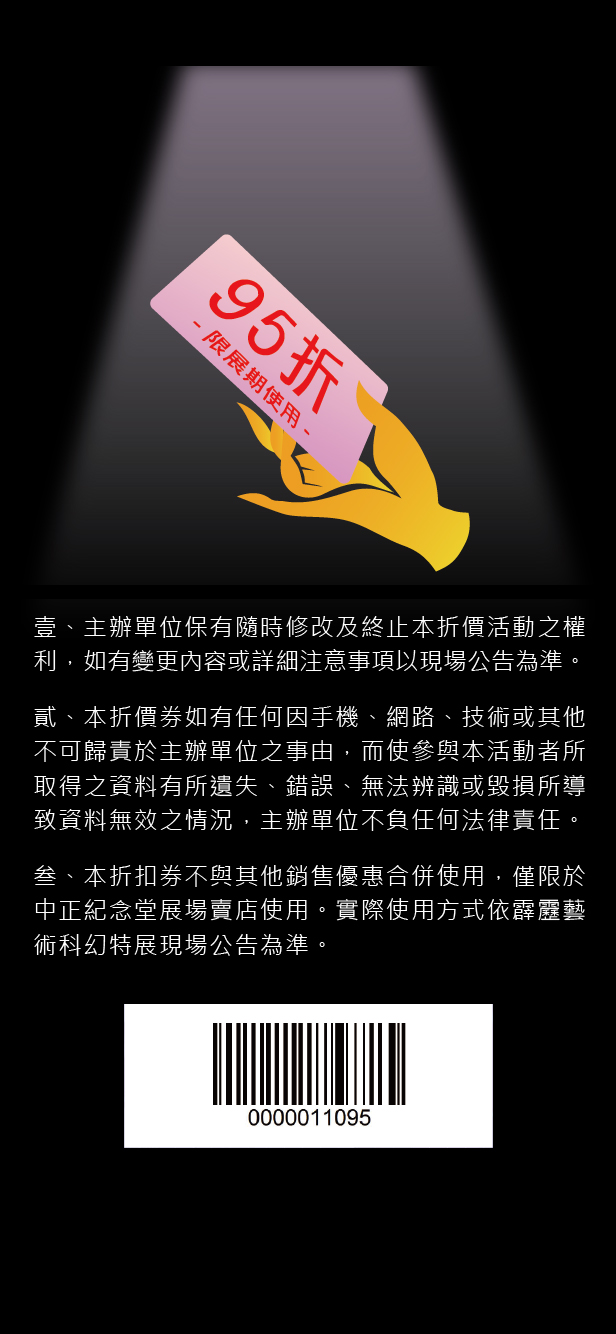 95折
- 限展期使用 -
壹、主辦單位保有隨時修改及終止本折價活動之權
利，如有變更內容或詳細注意事項以現場公告為準。
貳、本折價券如有任何因手機、網路、技術或其他
不可歸責於主辦單位之事由，而使參與本活動者所
取得之資料有所遺失、錯誤、無法辨識或毀損所導
致資料無效之情況，主辦單位不負任何法律責任。
叁、本折扣券不與其他銷售優惠合併使用，僅限於
中正紀念堂展場賣店使用。實際使用方式依霹靂藝
術科幻特展現場公告為準。
0000011095